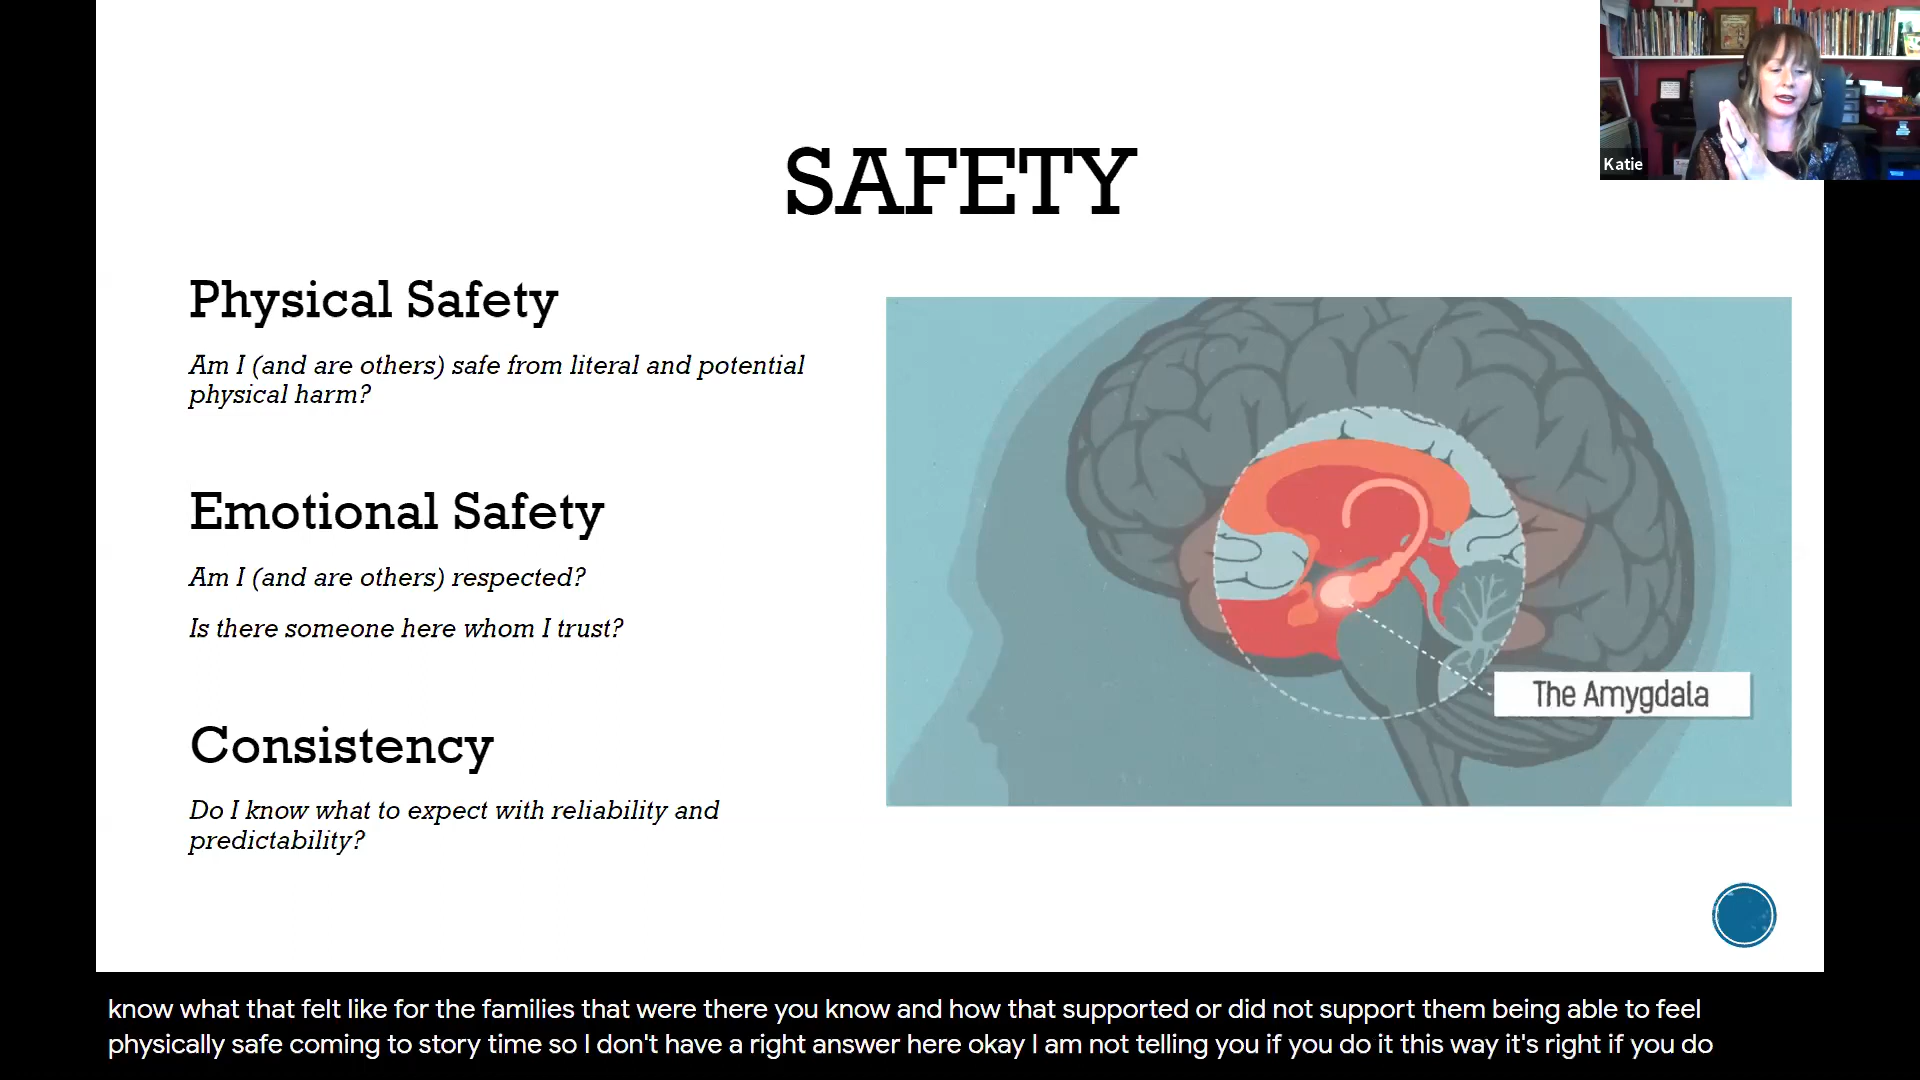 SAFETY
Physical Safety
Am I (and are others) safe from literal and potential
physical harm?
Emotional Safety
Am I (and are others) respected?
Is there someone here whom I trust?
Consistency
Do I know what to expect with reliability and
predictability?
The Amygdala
Katie
know what that felt like for the families that were there you know and how that supported or did not support them being able to feel
physically safe coming to story time so I don't have a right answer here okay I am not telling you if you do it this way it's right if you do